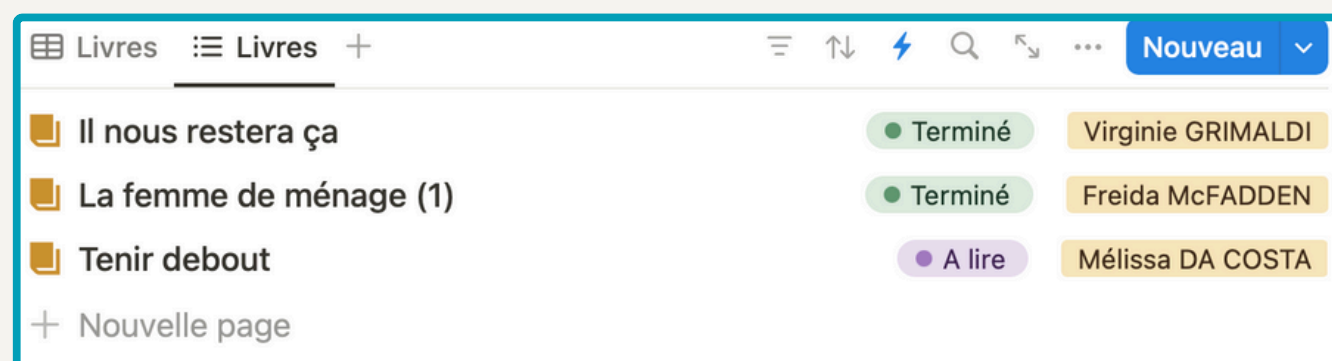 Livres Livres Nouveau
Il nous restera ça Terminé Virginie GRIMALDI
La femme de ménage (1) Terminé Freida McFADDEN
Tenir debout A lire Mélissa DA COSTA
Nouvelle page